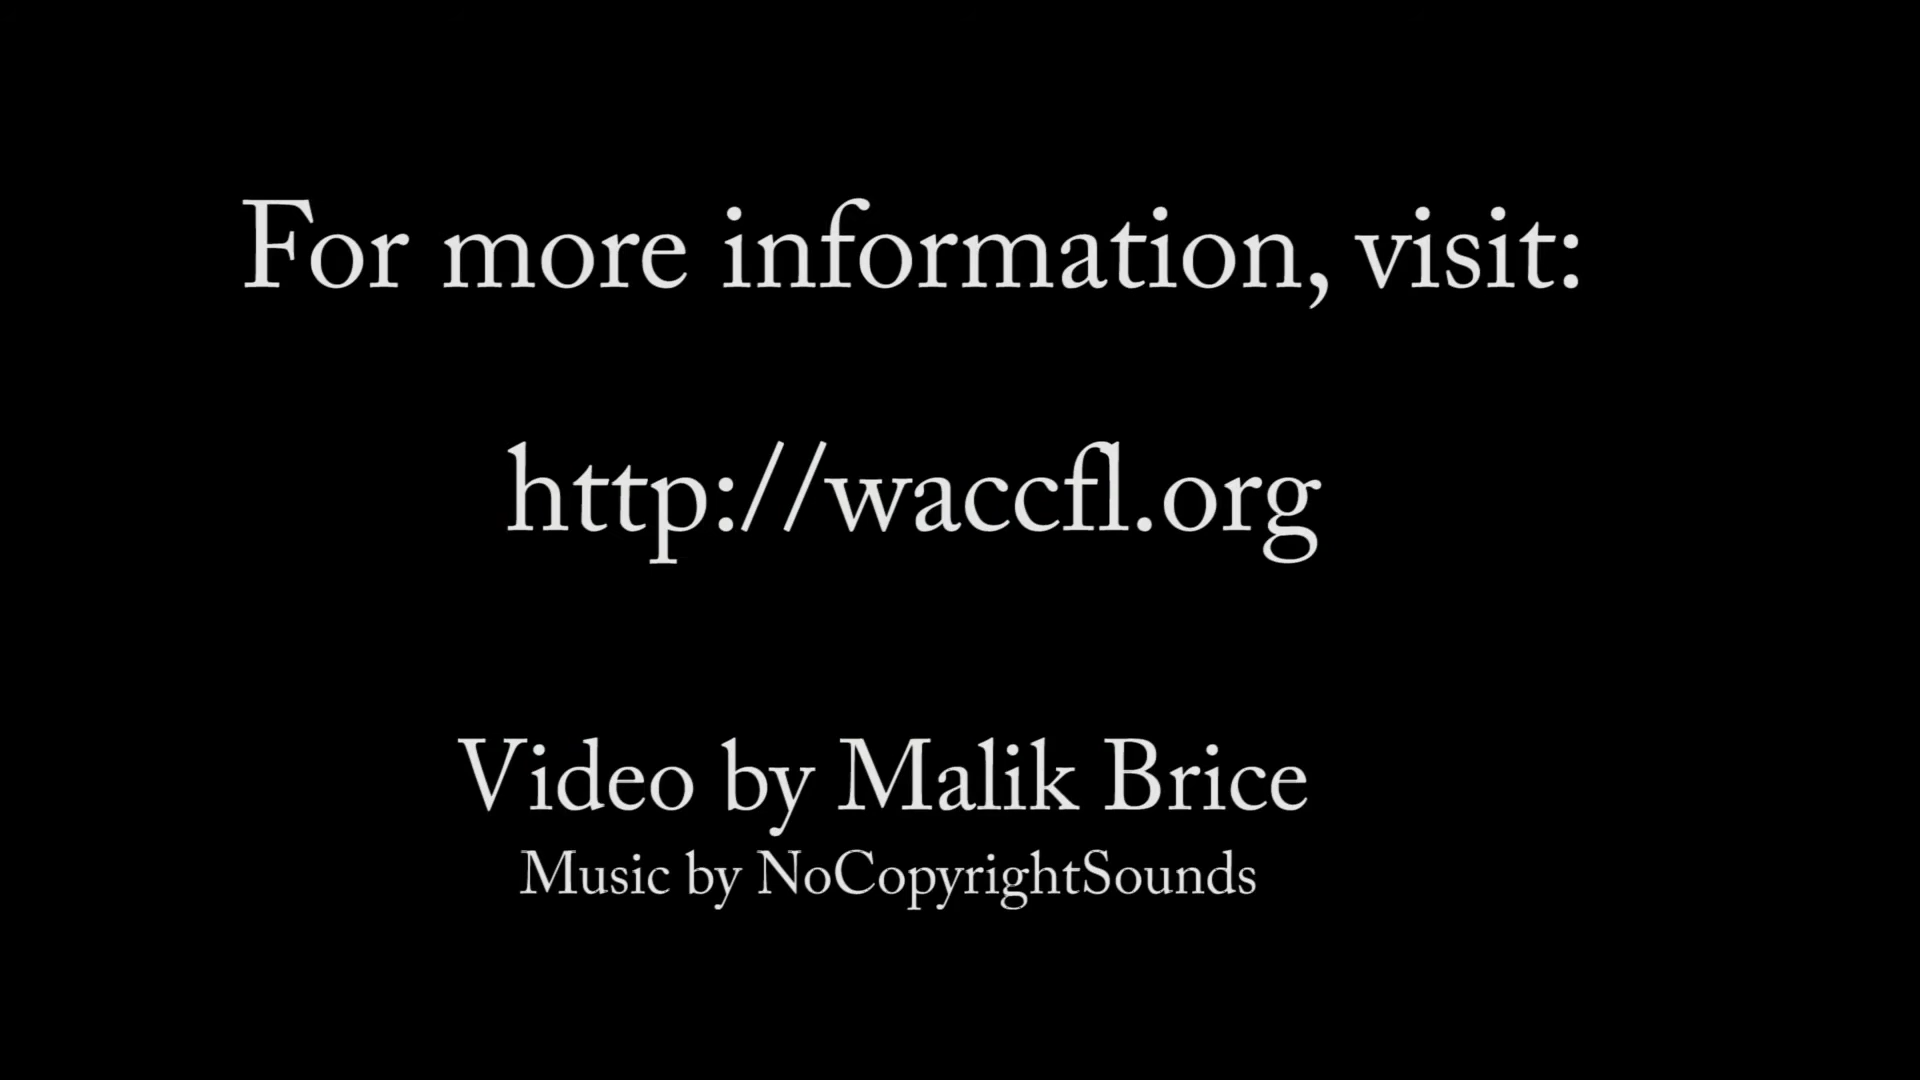 For more information, visit:
http://waccfl.org
Video by Malik Brice
Music by NoCopyrightSounds